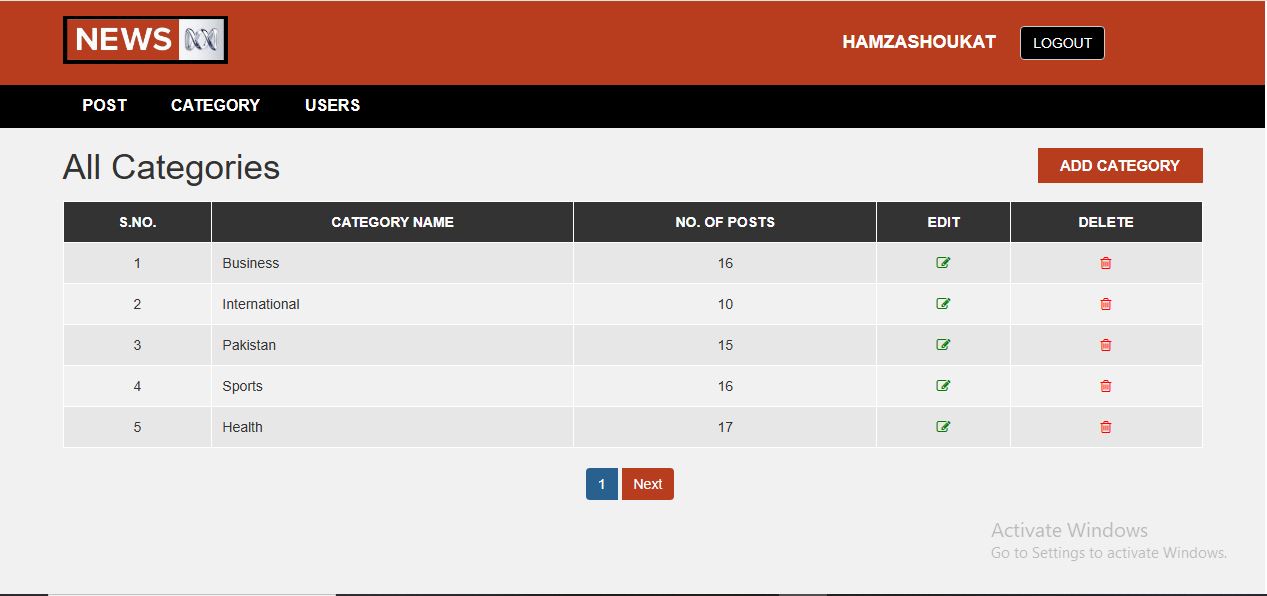 NEWS
HAMZASHOUKAT
LOGOUT
POST CATEGORY USERS
All Categories
ADD CATEGORY
S.NO. CATEGORY NAME NO. OF POSTS EDIT DELETE
1 Business 16
2 International 10
3 Pakistan 15
4 Sports 16
5 Health 17
1 Next
Activate Windows
Go to Settings to activate Windows.